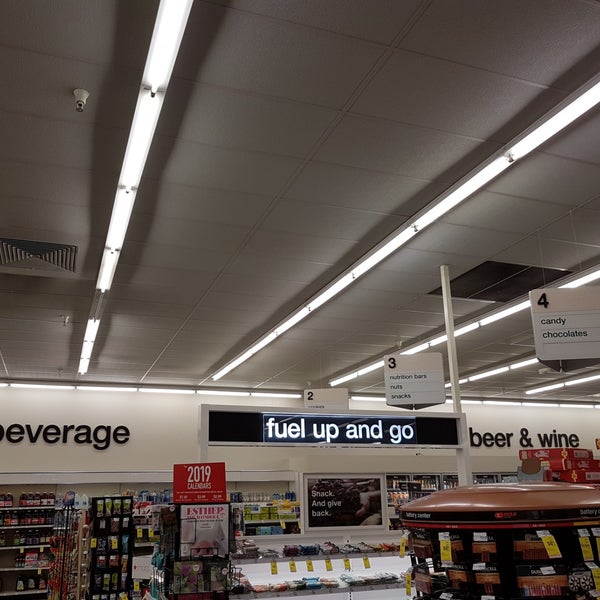 4
candy
chocolates
3
nutrition bars
nuts
snacks
2
beverage
fuel up and go
beer & wine
2019
CALENDARS
Snack.
And give
back.
battery center
ESTHER